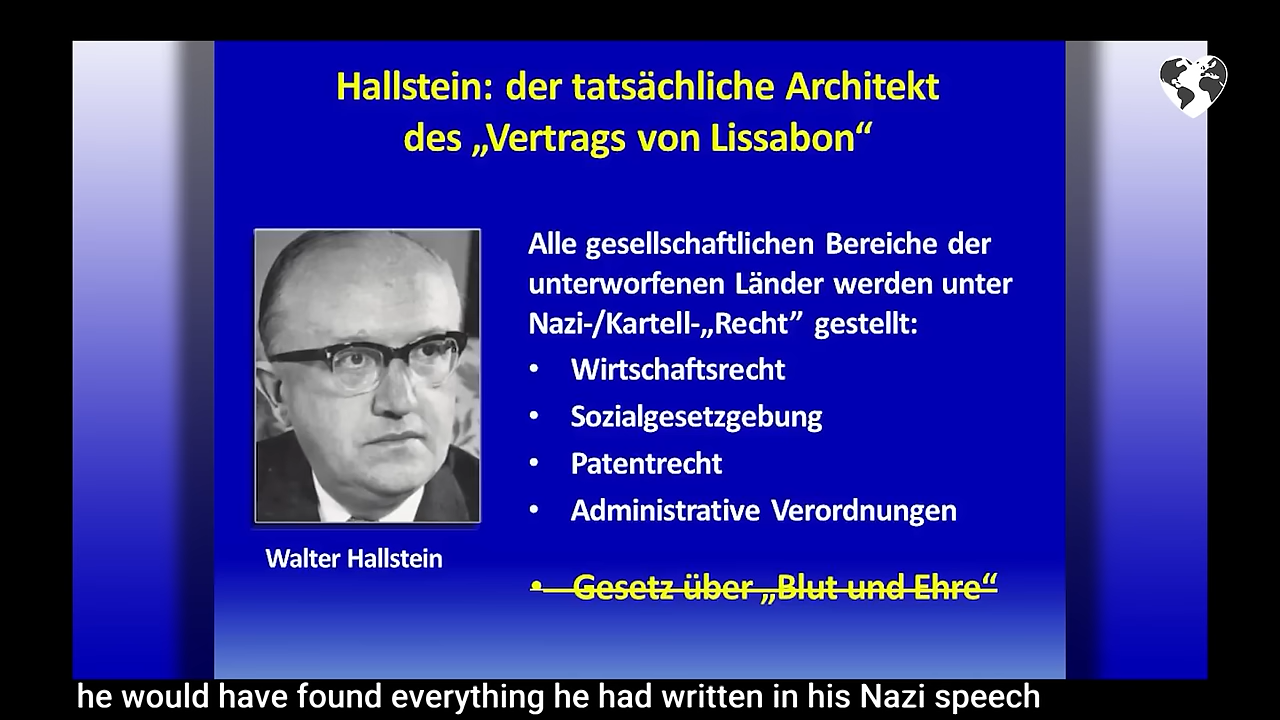 Hallstein: der tatsächliche Architekt
des „Vertrags von Lissabon“
Alle gesellschaftlichen Bereiche der
unterworfenen Länder werden unter
Nazi-/Kartell-„Recht” gestellt:
• Wirtschaftsrecht
• Sozialgesetzgebung
• Patentrecht
• Administrative Verordnungen
• Gesetz über „Blut und Ehre“
Walter Hallstein
he would have found everything he had written in his Nazi speech